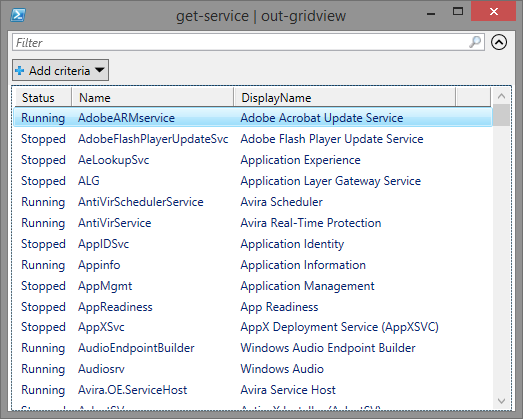 get-service | out-gridview
Filter
Add criteria
Status Name DisplayName
Running AdobeARMservice Adobe Acrobat Update Service
Stopped AdobeFlashPlayerUpdateSvc Adobe Flash Player Update Service
Stopped AeLookupSvc Application Experience
Stopped ALG Application Layer Gateway Service
Running AntiVirSchedulerService Avira Scheduler
Running AntiVirService Avira Real-Time Protection
Stopped AppIDSvc Application Identity
Running Appinfo Application Information
Stopped AppMgmt Application Management
Stopped AppReadiness App Readiness
Stopped AppXSvc AppX Deployment Service (AppXSVC)
Running AudioEndpointBuilder Windows Audio Endpoint Builder
Running Audiosrv Windows Audio
Running Avira.OE.ServiceHost Avira Service Host